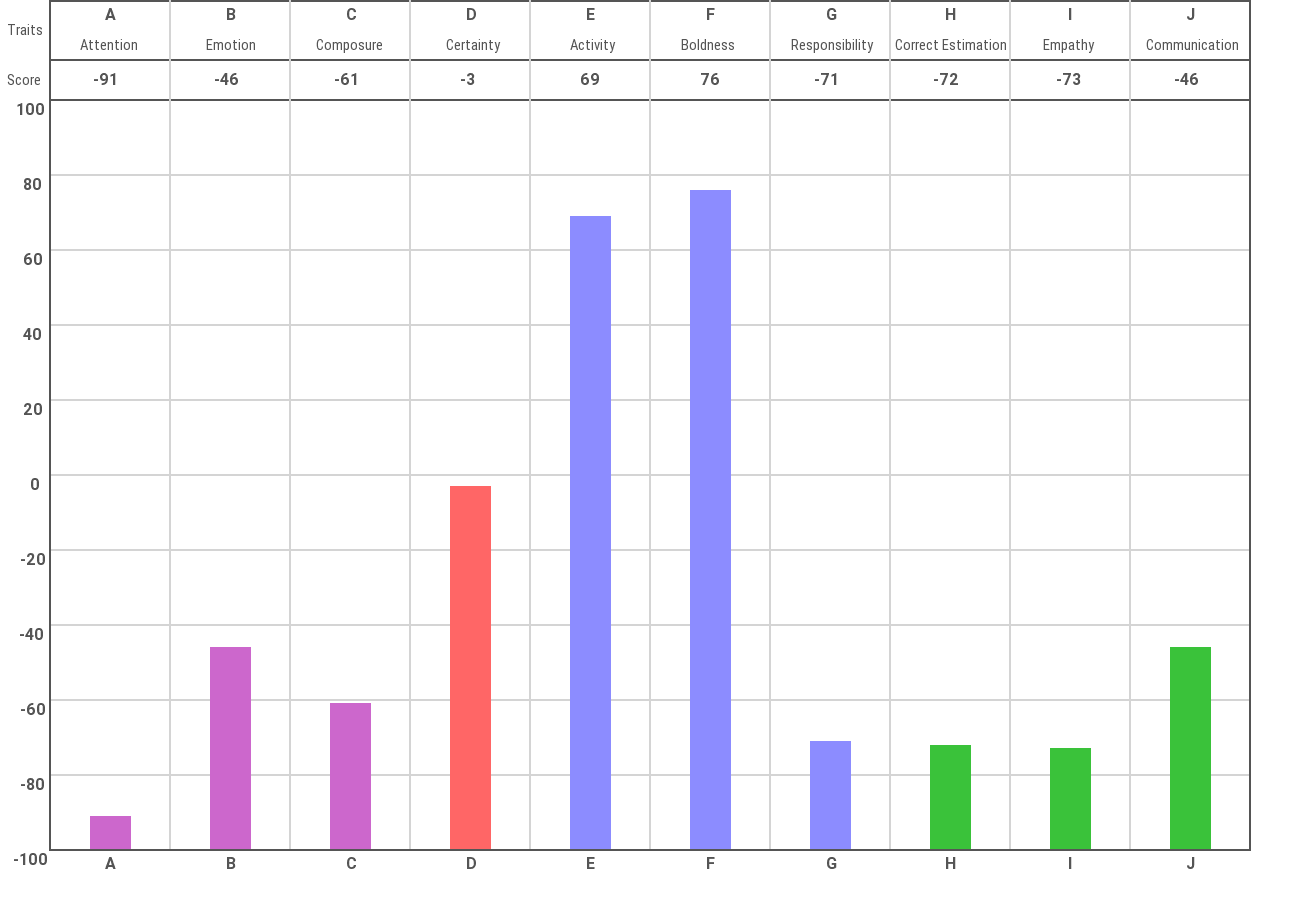 Traits A B C D E F G H I J
Attention Emotion Composure Certainty Activity Boldness Responsibility Correct Estimation Empathy Communication
Score -91 -46 -61 -3 69 76 -71 -72 -73 -46
100
80
60
40
20
0
-20
-40
-60
-80
-100
A B C D E F G H I J